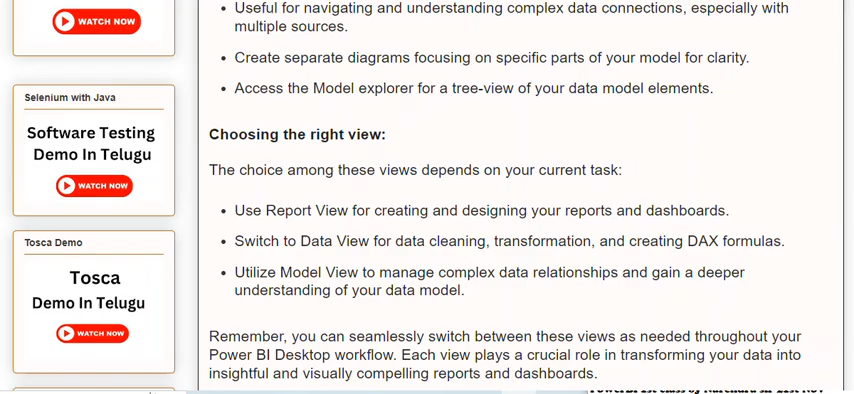 WATCH NOW
Selenium with Java
Software Testing
Demo In Telugu
WATCH NOW
Tosca Demo
Tosca
Demo In Telugu
WATCH NOW
• Useful for navigating and understanding complex data connections, especially with
multiple sources.
• Create separate diagrams focusing on specific parts of your model for clarity.
• Access the Model explorer for a tree-view of your data model elements.
Choosing the right view:
The choice among these views depends on your current task:
• Use Report View for creating and designing your reports and dashboards.
• Switch to Data View for data cleaning, transformation, and creating DAX formulas.
• Utilize Model View to manage complex data relationships and gain a deeper
understanding of your data model.
Remember, you can seamlessly switch between these views as needed throughout your
Power BI Desktop workflow. Each view plays a crucial role in transforming your data into
insightful and visually compelling reports and dashboards.